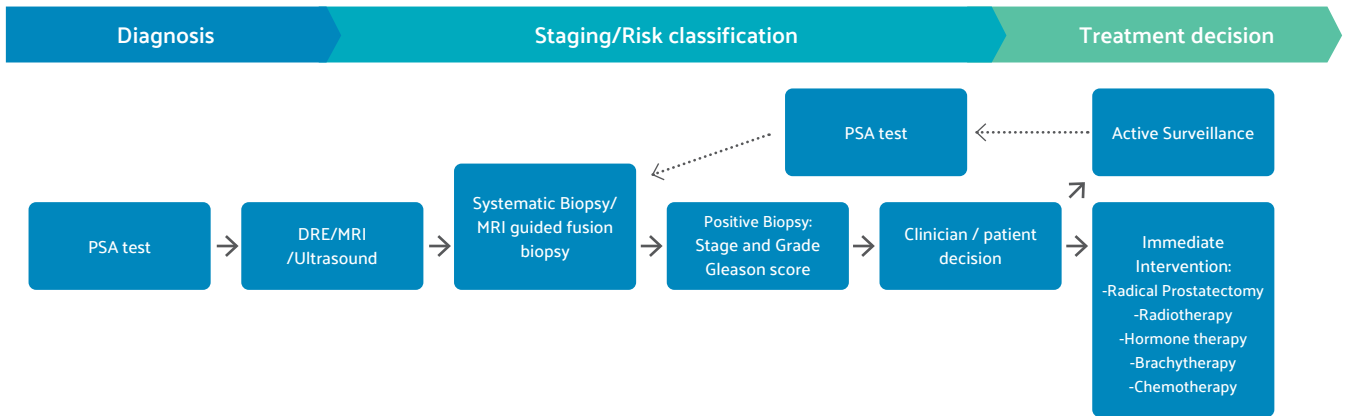 Diagnosis
Staging/Risk classification
Treatment decision
PSA test
Active Surveillance
PSA test
DRE/MRI
/Ultrasound
Systematic Biopsy/
MRI guided fusion
biopsy
Positive Biopsy:
Stage and Grade
Gleason score
Clinician / patient
decision
Immediate
Intervention:
-Radical Prostatectomy
-Radiotherapy
-Hormone therapy
-Brachytherapy
-Chemotherapy